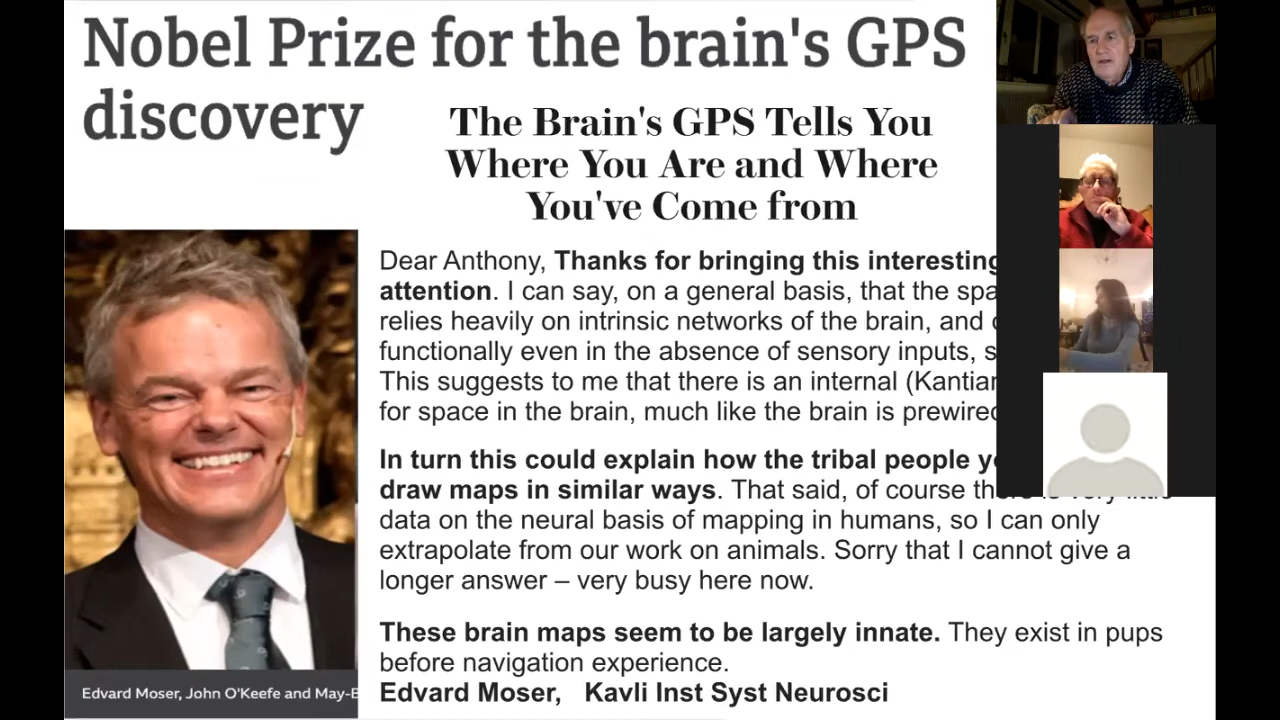 Nobel Prize for the brain's GPS
discovery
The Brain's GPS Tells You
Where You Are and Where
You've Come from
Dear Anthony, Thanks for bringing this interesting
attention. I can say, on a general basis, that the
relies heavily on intrinsic networks of the brain, and
functionally even in the absence of sensory inputs,
This suggests to me that there is an internal
for space in the brain, much like the brain is
In turn this could explain how the tribal people
draw maps in similar ways. That said, of course there is very little
data on the neural basis of mapping in humans, so I can only
extrapolate from our work on animals. Sorry that I cannot give a
longer answer – very busy here now.
These brain maps seem to be largely innate. They exist in pups
before navigation experience.
Edvard Moser, Kavli Inst Syst Neurosci
Edvard Moser, John O'Keefe and